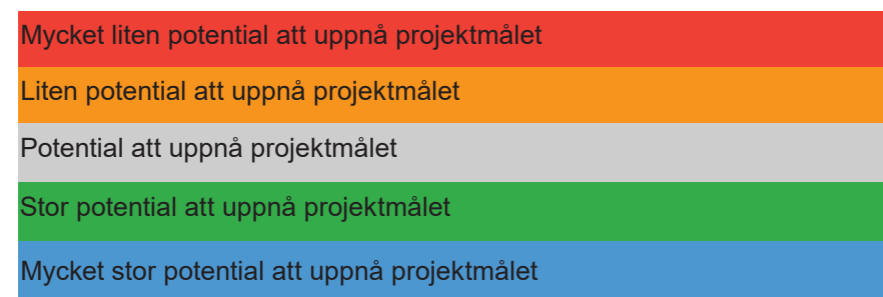 Mycket liten potential att uppnå projektmålet
Liten potential att uppnå projektmålet
Potential att uppnå projektmålet
Stor potential att uppnå projektmålet
Mycket stor potential att uppnå projektmålet